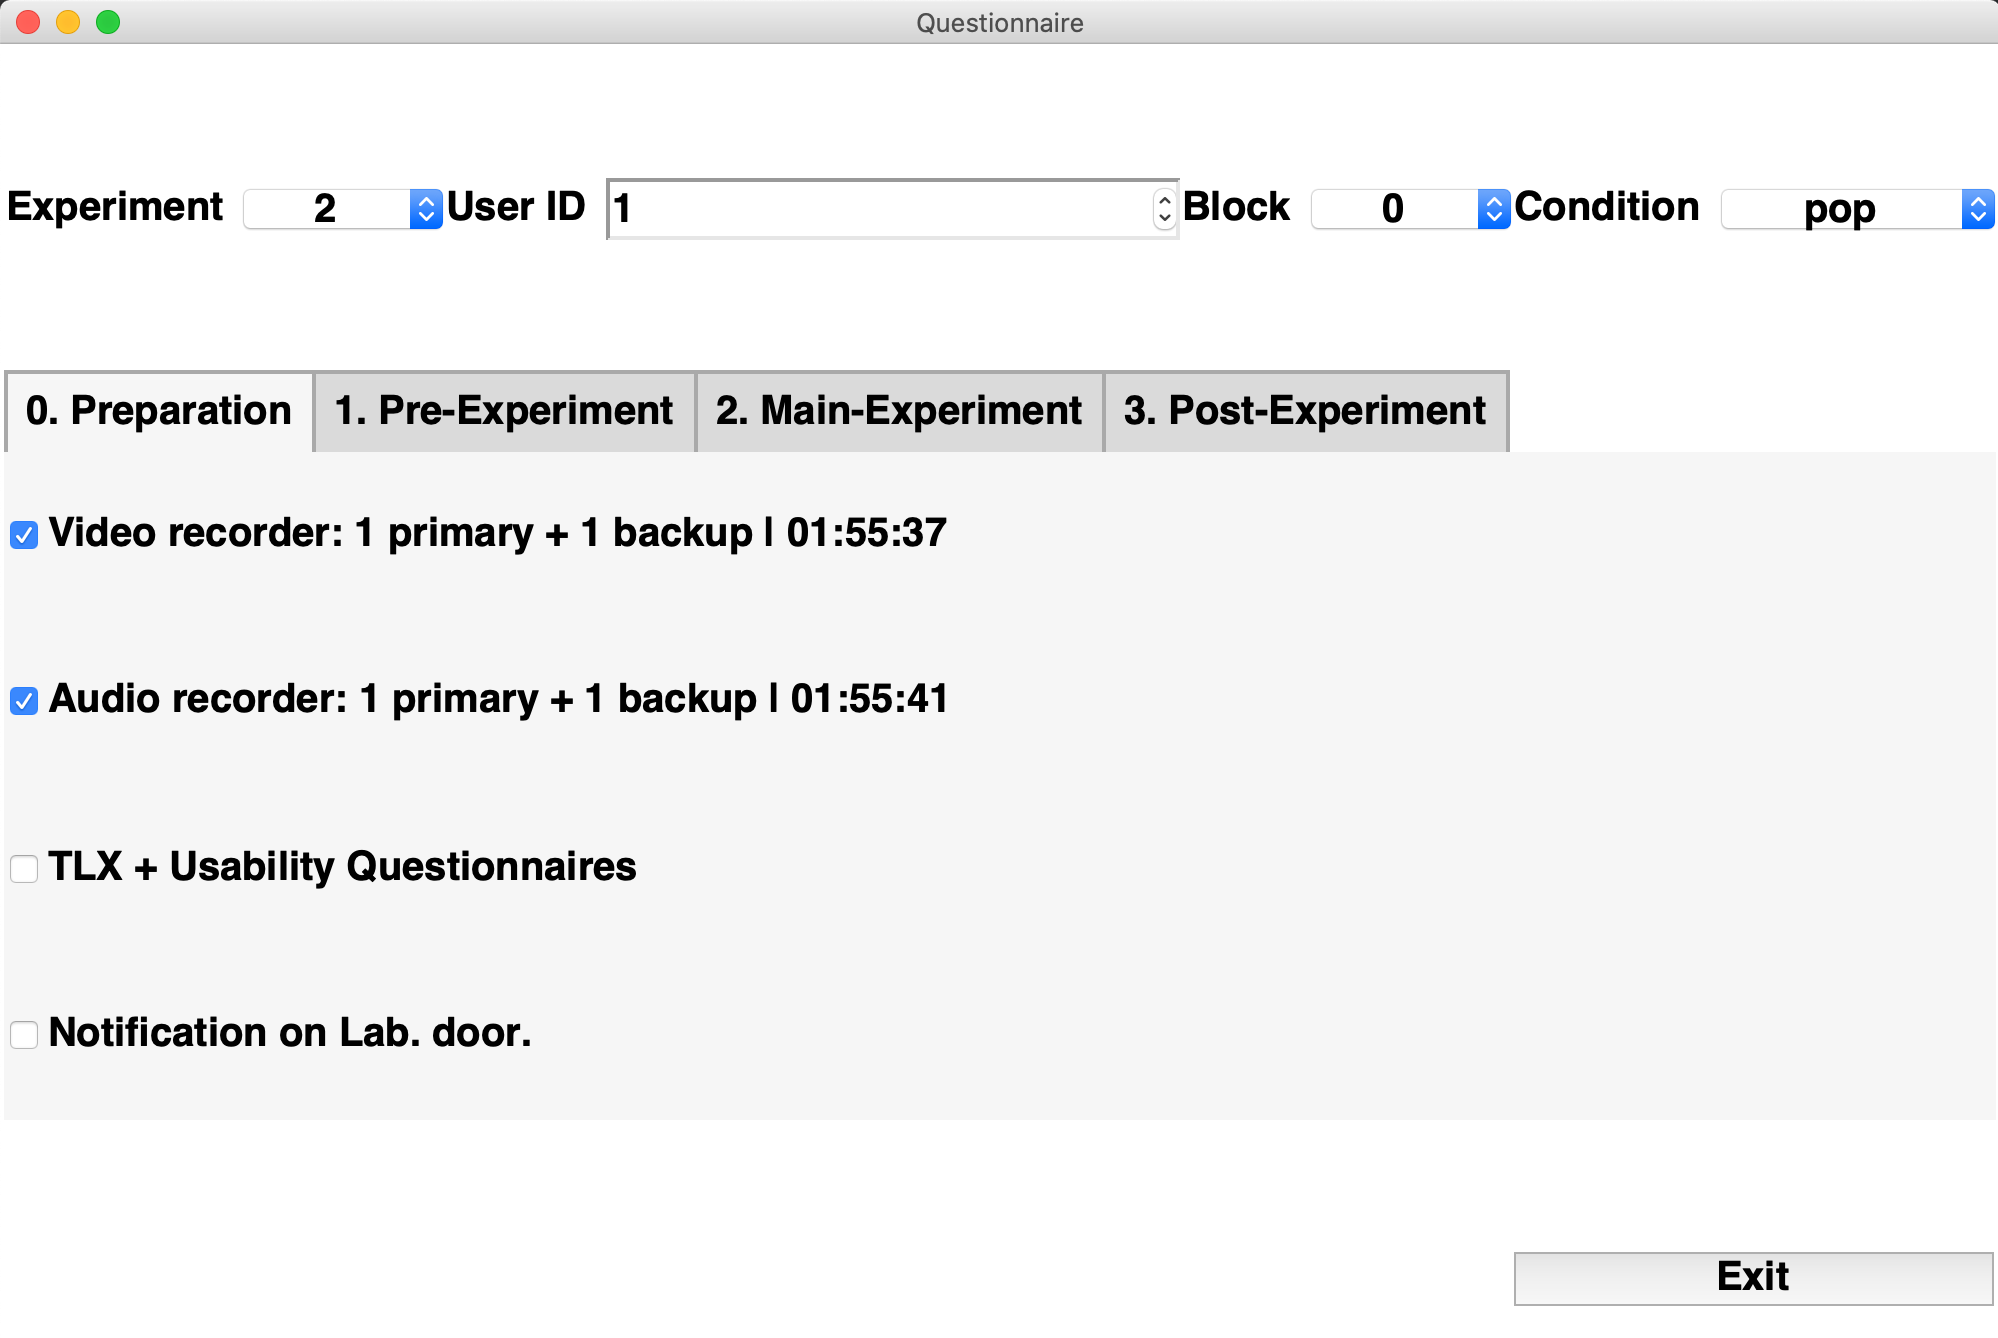 Questionnaire
Experiment 2 User ID 1 Block 0 Condition pop
0. Preparation 1. Pre-Experiment 2. Main-Experiment 3. Post-Experiment
Video recorder: 1 primary + 1 backup | 01:55:37
Audio recorder: 1 primary + 1 backup | 01:55:41
TLX + Usability Questionnaires
Notification on Lab. door.
Exit